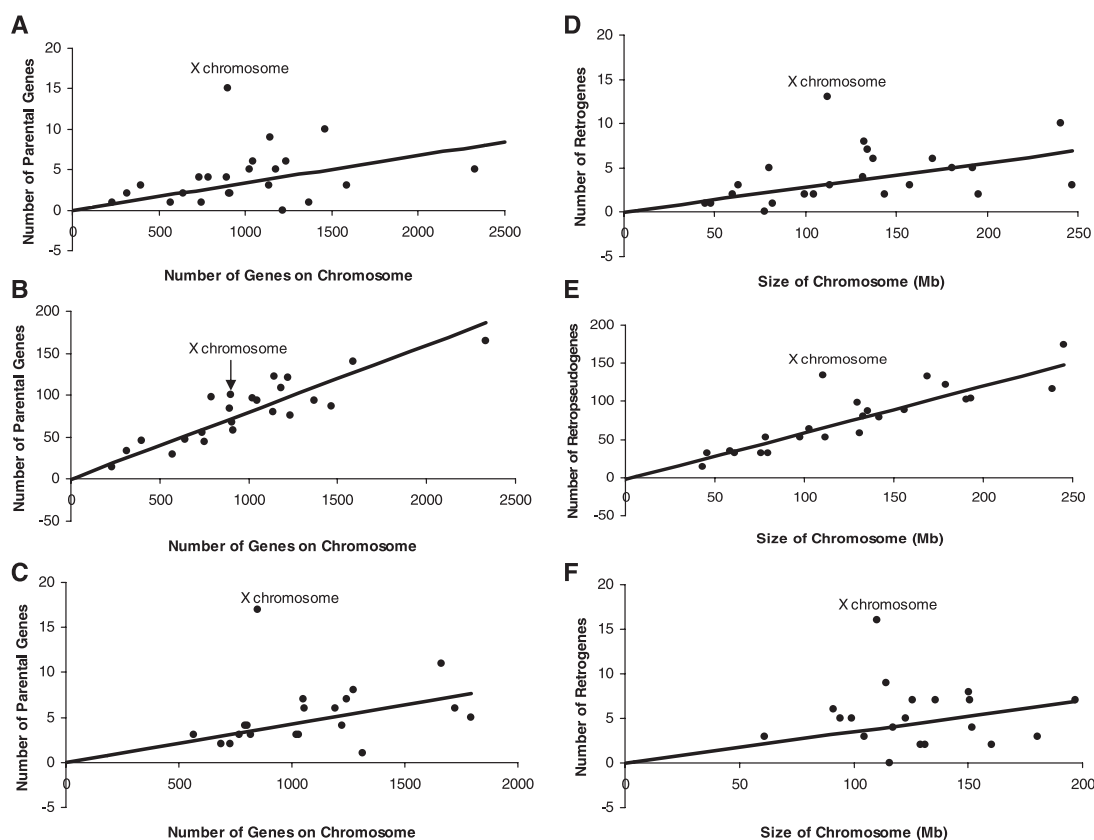 A
Number of Parental Genes
20
15
10
5
0
-5
X chromosome
0 500 1000 1500 2000 2500
Number of Genes on Chromosome
B
Number of Parental Genes
200
150
100
50
0
-50
X chromosome
0 500 1000 1500 2000 2500
Number of Genes on Chromosome
C
Number of Parental Genes
20
15
10
5
0
-5
X chromosome
0 500 1000 1500 2000
Number of Genes on Chromosome
D
Number of Retrogenes
20
15
10
5
0
-5
X chromosome
0 50 100 150 200 250
Size of Chromosome (Mb)
E
Number of Retropseudogenes
200
150
100
50
0
-50
X chromosome
0 50 100 150 200 250
Size of Chromosome (Mb)
F
Number of Retrogenes
20
15
10
5
0
-5
X chromosome
0 50 100 150 200
Size of Chromosome (Mb)